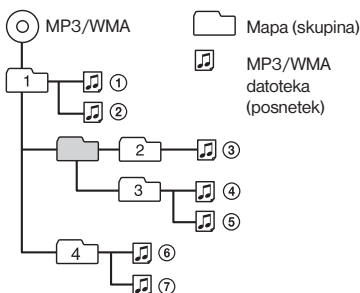 MP3/WMA
Mapa (skupina)
MP3/WMA
datoteka
(posnetek)
1
①
②
2
③
3
④
⑤
4
⑥
⑦